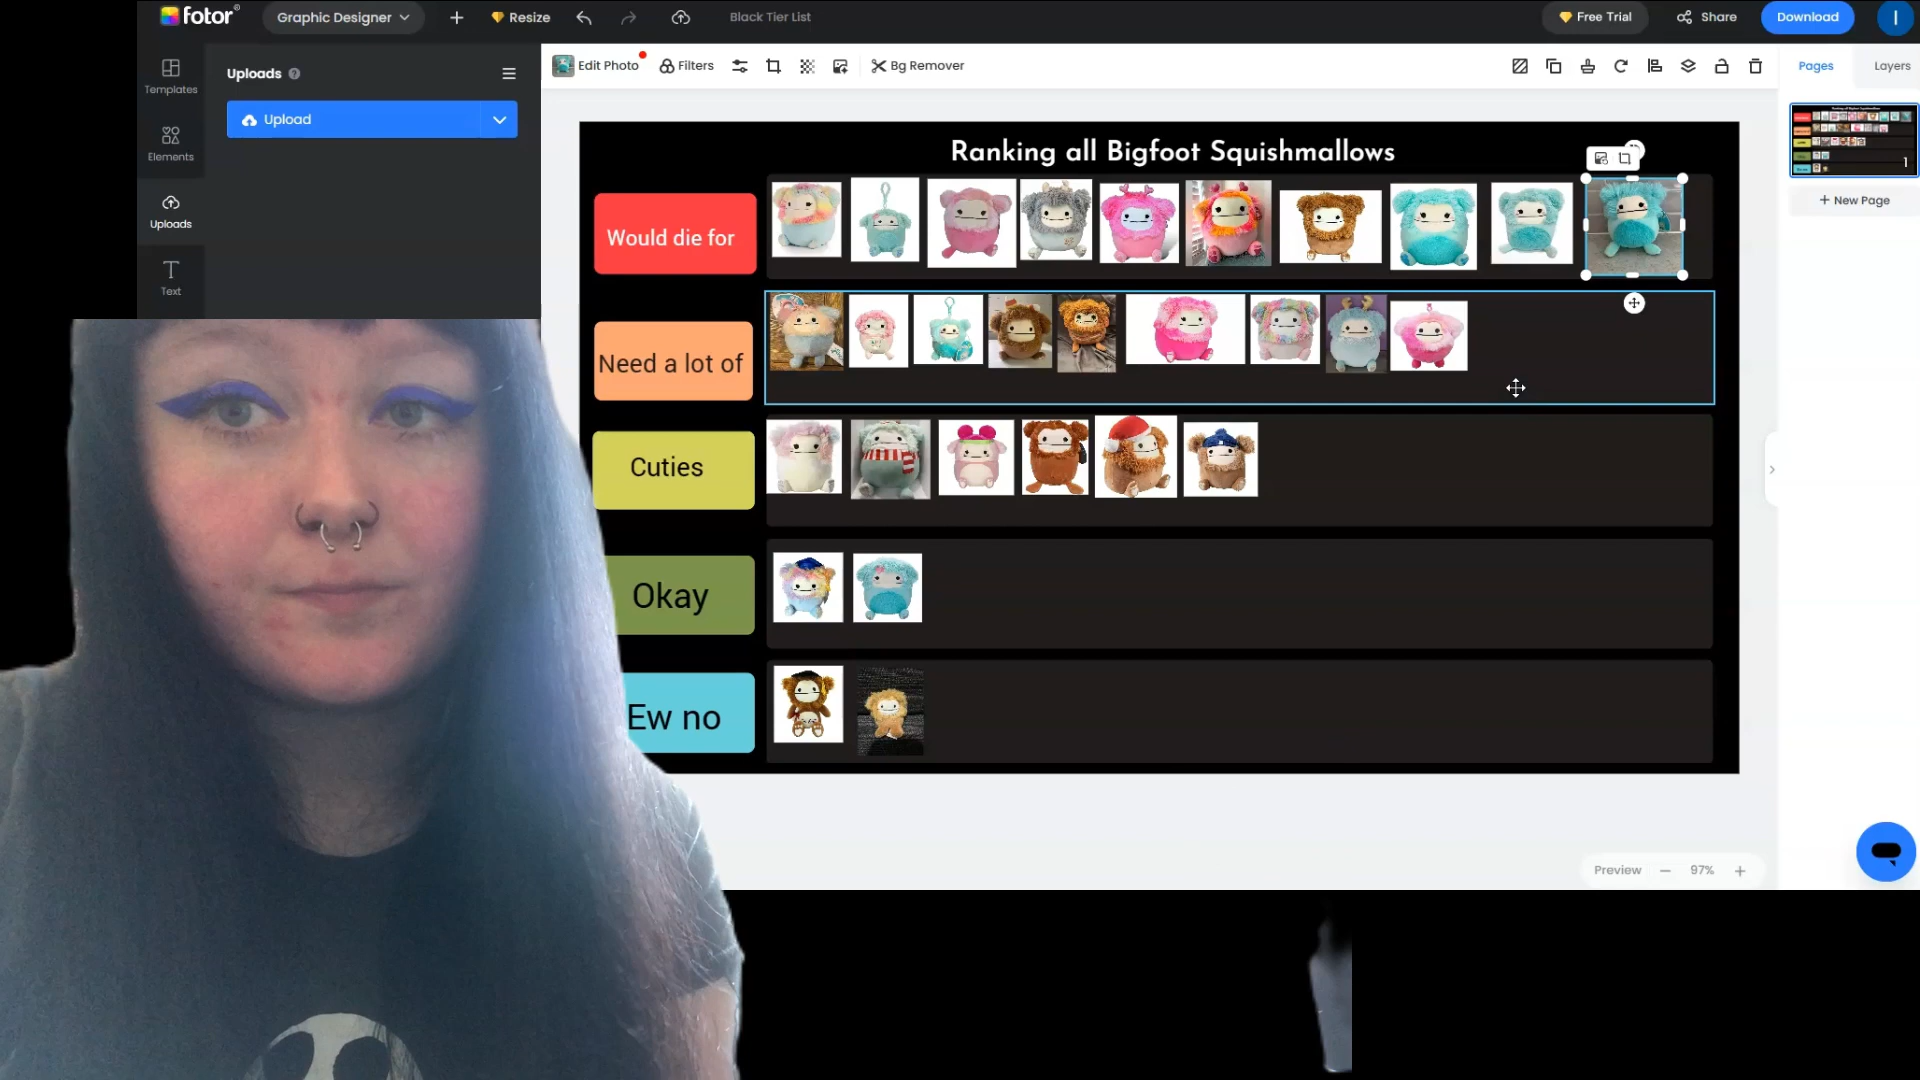 fotor
Graphic Designer
Resize
Black Tier List
Free Trial
Share
Download
I
Templates
Elements
Uploads
Text
Uploads
Upload
Edit Photo
Filters
Bg Remover
Pages
Layers
1
+ New Page
Ranking all Bigfoot Squishmallows
Would die for
Need a lot of
Cuties
Okay
Ew no
Preview
97%